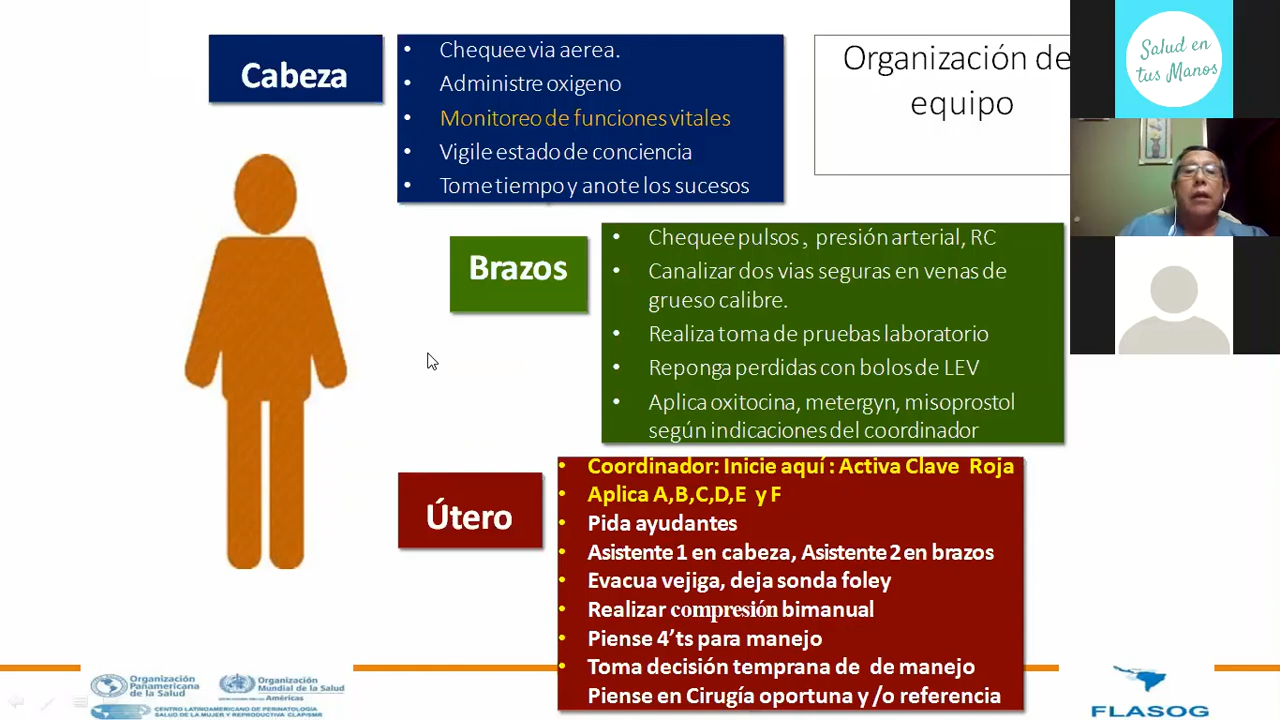 Cabeza
• Chequee via aerea.
• Administre oxigeno
• Monitoreo de funciones vitales
• Vigile estado de conciencia
• Tome tiempo y anote los sucesos
Organización de
equipo
Salud en
tus Manos
Brazos
• Chequee pulsos, presión arterial, RC
• Canalizar dos vias seguras en venas de
grueso calibre.
• Realiza toma de pruebas laboratorio
• Reponga perdidas con bolos de LEV
• Aplica oxitocina, metergyn, misoprostol
según indicaciones del coordinador
Útero
• Coordinador: Inicie aquí : Activa Clave Roja
• Aplica A,B,C,D,E y F
• Pida ayudantes
• Asistente 1 en cabeza, Asistente 2 en brazos
• Evacua vejiga, deja sonda foley
• Realizar compresión bimanual
• Piense 4’ts para manejo
• Toma decisión temprana de de manejo
Piense en Cirugía oportuna y /o referencia
Organización
Panamericana
de la Salud
Organización
Mundial de la Salud
Américas
CENTRO LATINOAMERICANO DE PERINATOLOGIA
SALUD DE LA MUJER Y REPRODUCTIVA CLAP/SMR
FLASOG